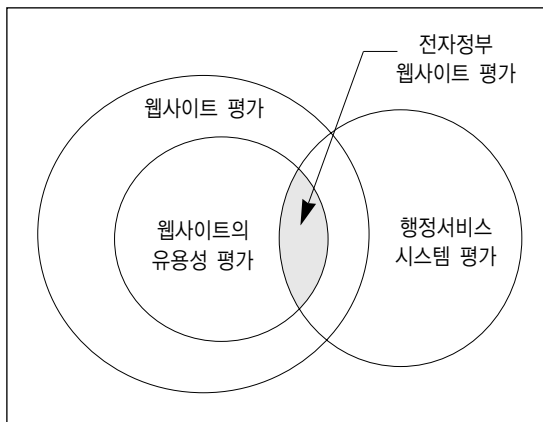 전자정부
웹사이트 평가
웹사이트 평가
웹사이트의
유용성 평가
행정서비스
시스템 평가